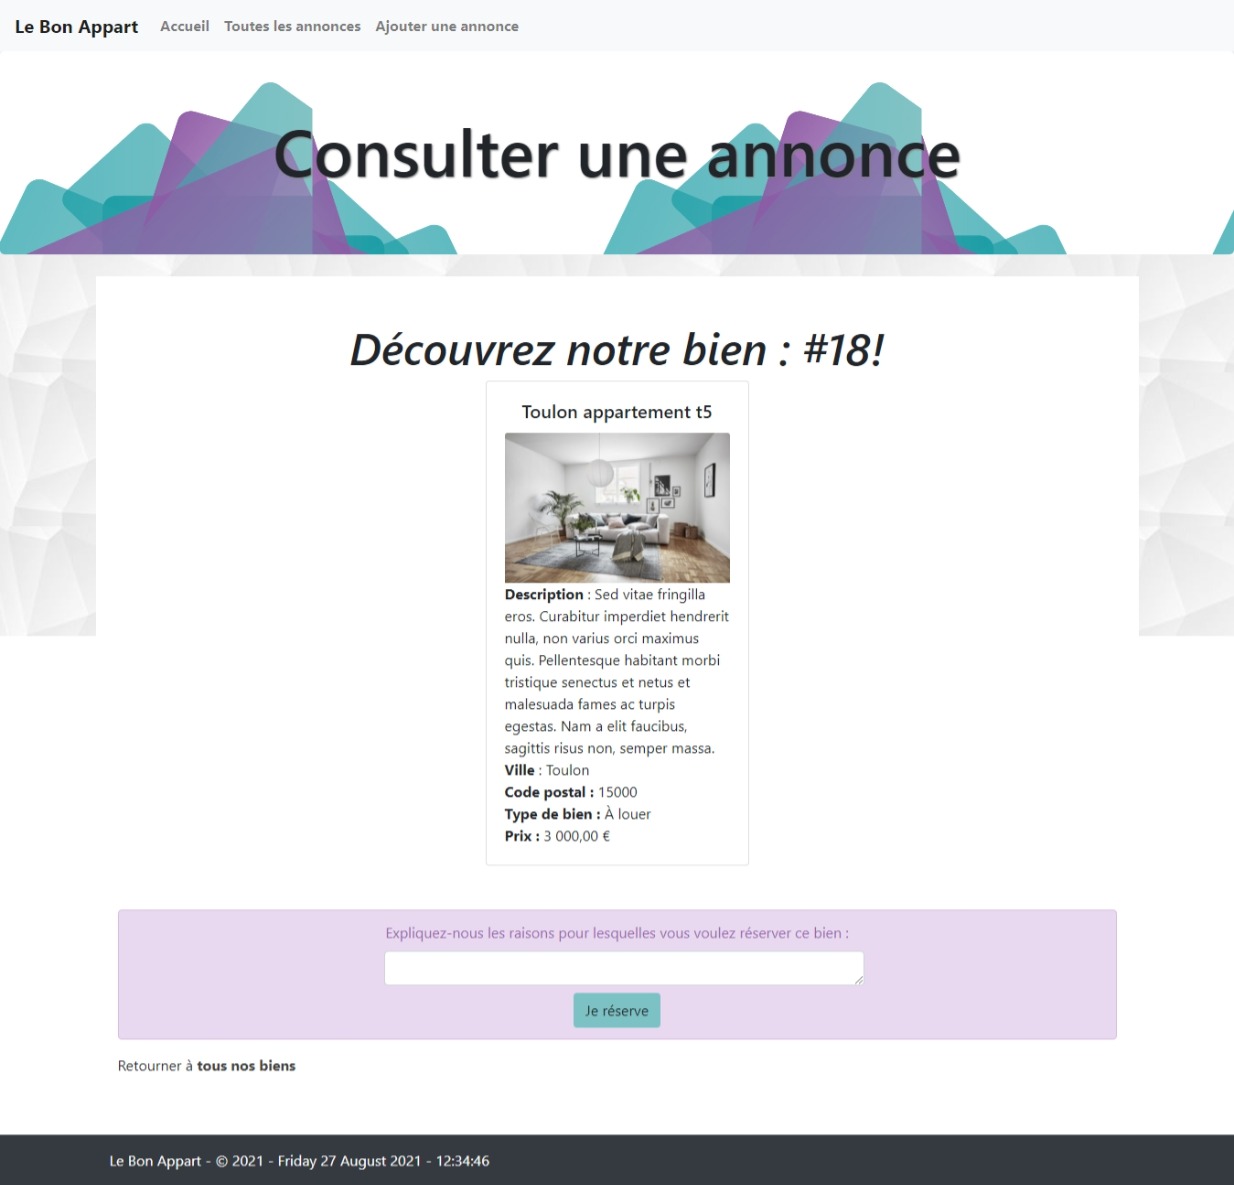 Le Bon Appart Accueil Toutes les annonces Ajouter une annonce
Consulter une annonce
Découvrez notre bien : #18!
Toulon appartement t5
Description : Sed vitae fringilla
eros. Curabitur imperdiet hendrerit
nulla, non varius orci maximus
quis. Pellentesque habitant morbi
tristique senectus et netus et
malesuada fames ac turpis
egestas. Nam a elit faucibus,
sagittis risus non, semper massa.
Ville : Toulon
Code postal : 15000
Type de bien : À louer
Prix : 3 000,00 €
Expliquez-nous les raisons pour lesquelles vous voulez réserver ce bien :
Je réserve
Retourner à tous nos biens
Le Bon Appart - © 2021 - Friday 27 August 2021 - 12:34:46